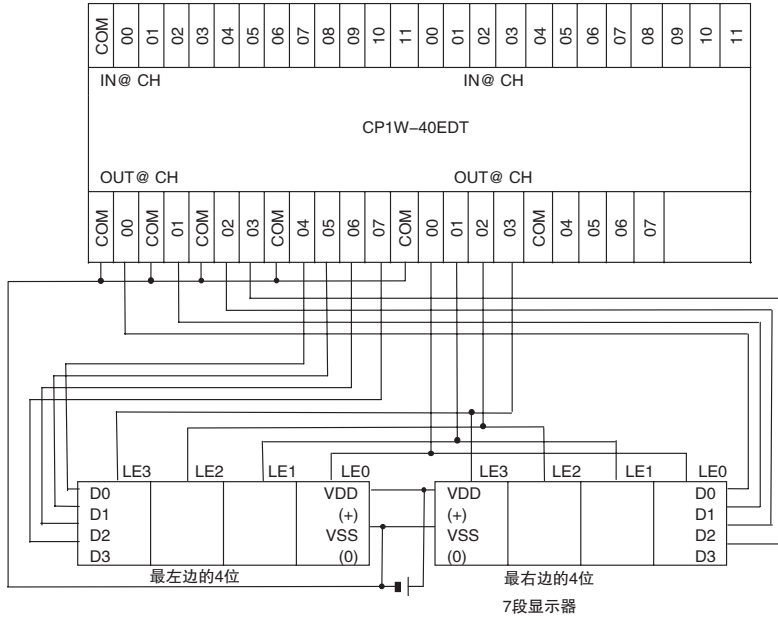 COM 00 01 02 03 04 05 06 07 08 09 10 11 00 01 02 03 04 05 06 07 08 09 10 11
IN@ CH IN@ CH
CP1W–40EDT
OUT@ CH OUT@ CH
COM 00 COM 01 COM 02 03 COM 04 05 06 07 COM 00 01 02 03 COM 04 05 06 07
LE3 LE2 LE1 LE0 LE3 LE2 LE1 LE0
D0 VDD VDD D0
D1 (+) (+) D1
D2 VSS VSS D2
D3 (0) (0) D3
最左边的4位 最右边的4位
7段显示器